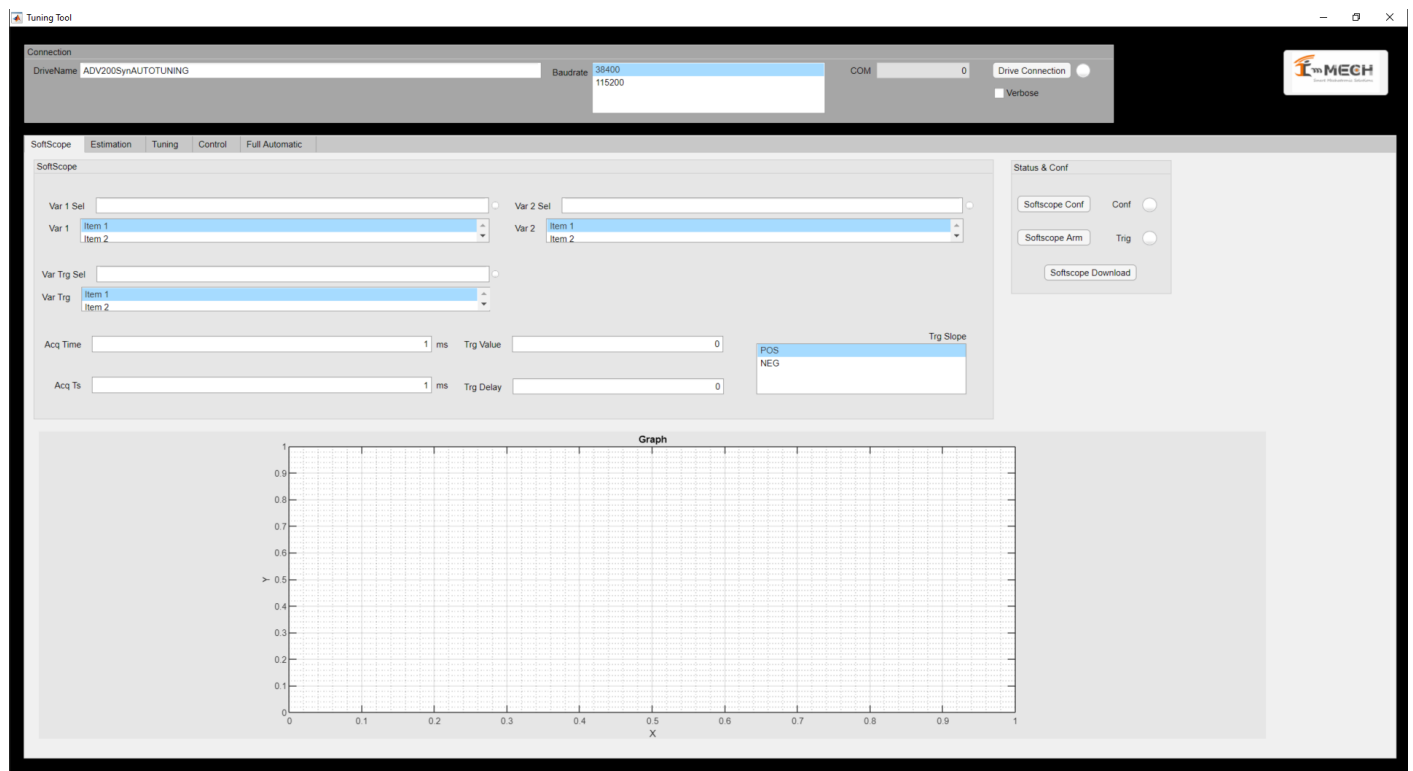 Tuning Tool
Connection
DriveName ADV200SynAUTOTUNING Baudrate 38400 COM 0 Drive Connection
115200 Verbose
MECH
SoftScope Estimation Tuning Control Full Automatic
SoftScope Status & Conf
Var 1 Sel Var 2 Sel Softscope Conf Conf
Var 1 Item 1 Var 2 Item 1
Item 2 Item 2 Softscope Arm Trig
Var Trg Sel Softscope Download
Var Trg Item 1
Item 2
Acq Time 1 ms Trg Value 0 Trg Slope
POS
NEG
Acq Ts 1 ms Trg Delay 0
Graph
1
0.9
0.8
0.7
0.6
Y 0.5
0.4
0.3
0.2
0.1
0
0 0.1 0.2 0.3 0.4 0.5 0.6 0.7 0.8 0.9 1
X